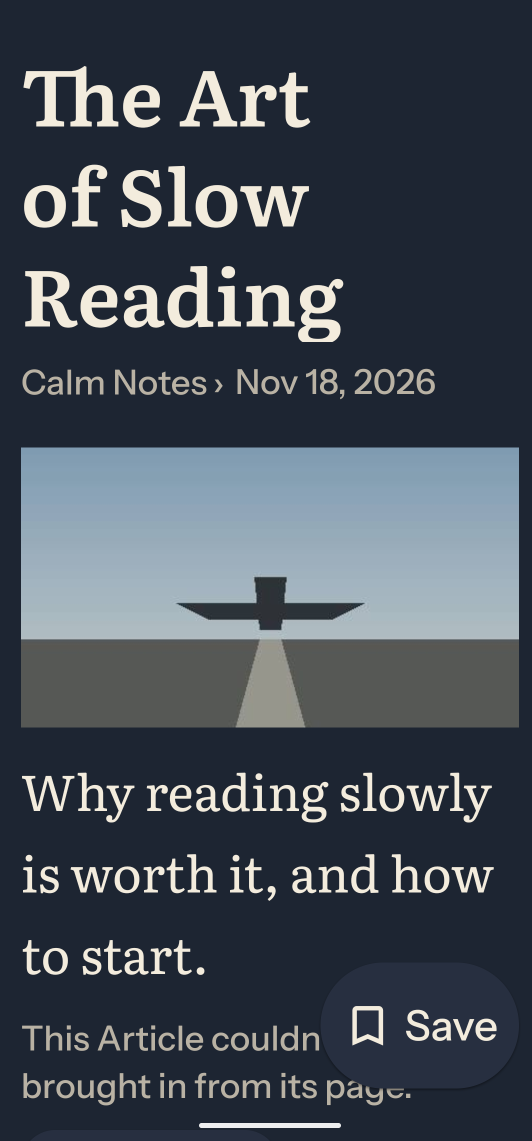 The Art
of Slow
Reading
Calm Notes › Nov 18, 2026
Why reading slowly
is worth it, and how
to start.
This Article couldn
brought in from its page.
Save